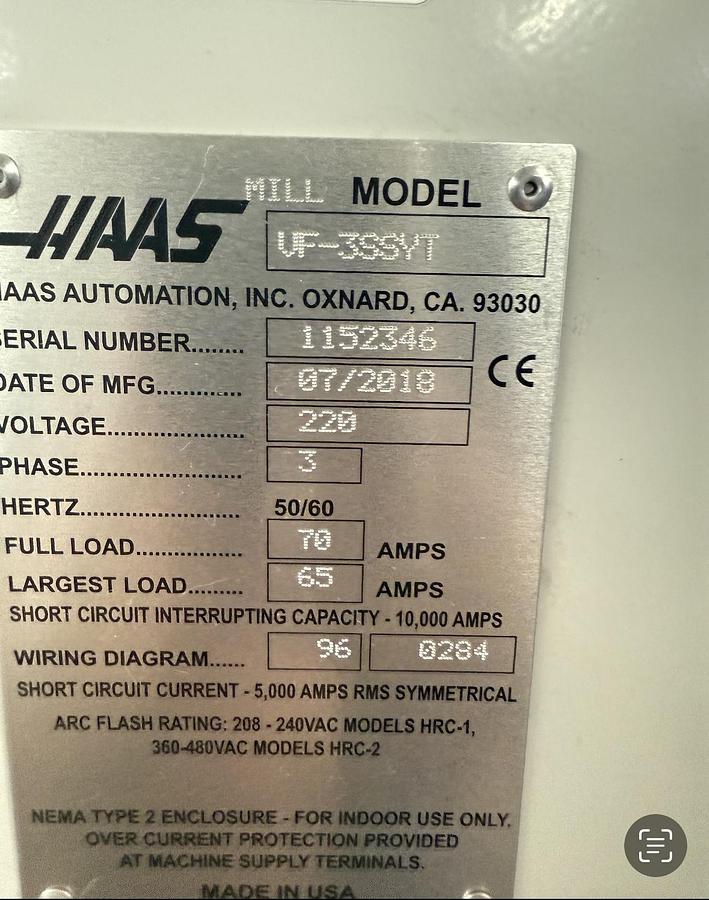 HAAS
MILL MODEL
VF-3SSYT
HAAS AUTOMATION, INC. OXNARD, CA. 93030
SERIAL NUMBER........ 1152346
DATE OF MFG............ 07/2018
CE
VOLTAGE.................... 220
PHASE....................... 3
HERTZ....................... 50/60
FULL LOAD............... 70 AMPS
LARGEST LOAD........ 65 AMPS
SHORT CIRCUIT INTERRUPTING CAPACITY - 10,000 AMPS
WIRING DIAGRAM...... 96 0284
SHORT CIRCUIT CURRENT - 5,000 AMPS RMS SYMMETRICAL
ARC FLASH RATING: 208 - 240VAC MODELS HRC-1,
360-480VAC MODELS HRC-2
NEMA TYPE 2 ENCLOSURE - FOR INDOOR USE ONLY.
OVER CURRENT PROTECTION PROVIDED
AT MACHINE SUPPLY TERMINALS.
MADE IN USA